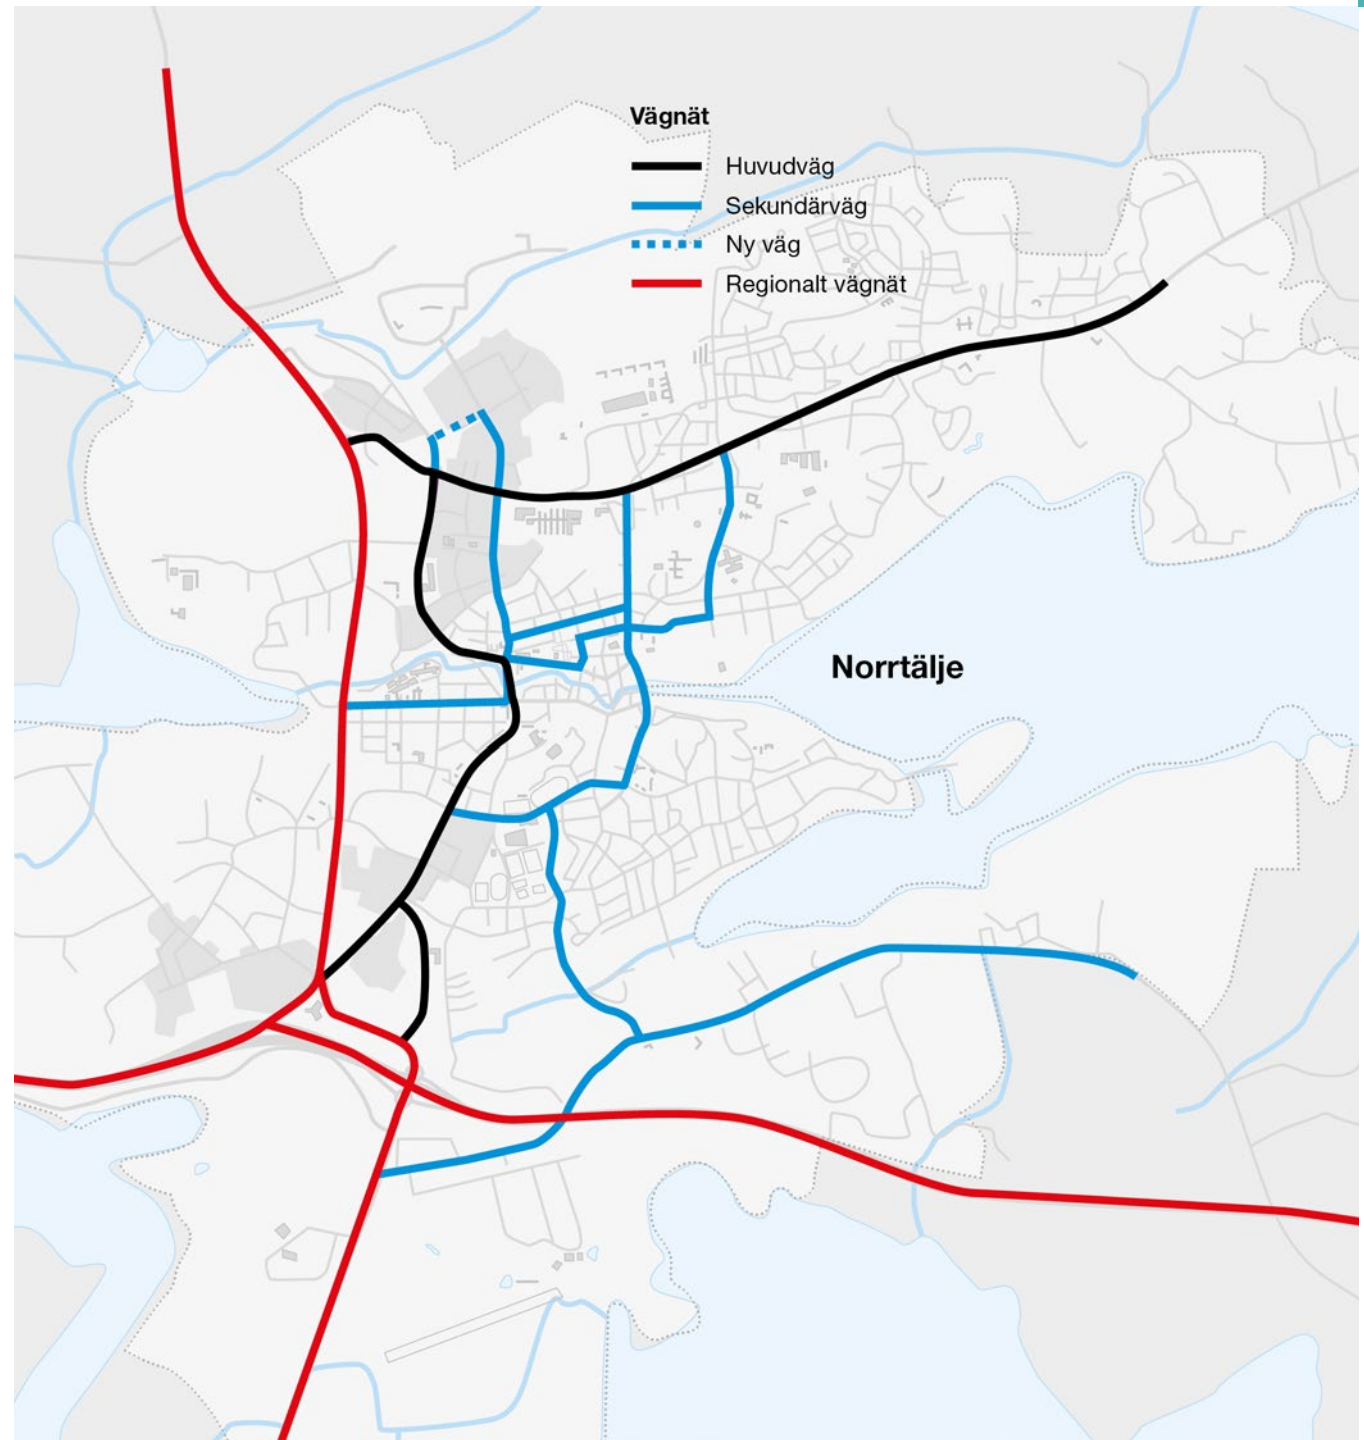 Vägnät
Huvudväg
Sekundärväg
Ny väg
Regionalt vägnät
Norrtälje